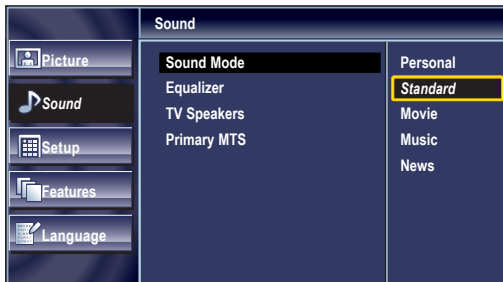 Sound
Picture
Sound
Setup
Features
Language
Sound Mode
Equalizer
TV Speakers
Primary MTS
Personal
Standard
Movie
Music
News